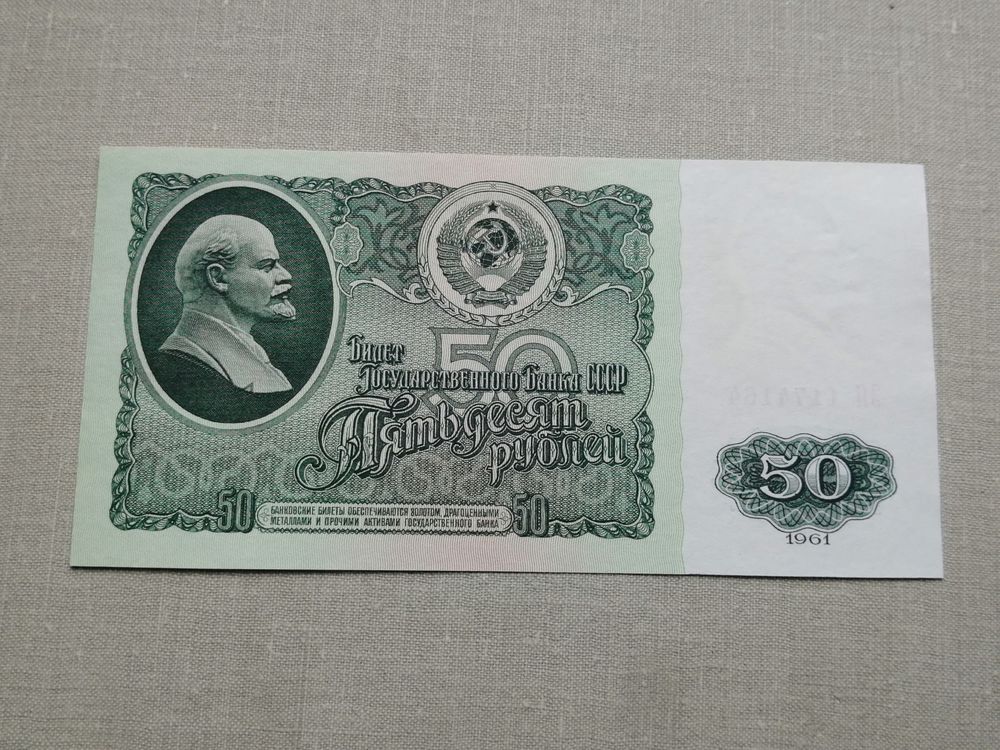 Билет
Государственного Банка СССР
50
Пятьдесят
рублей
50
БАНКОВСКИЕ БИЛЕТЫ ОБЕСПЕЧИВАЮТСЯ ЗОЛОТОМ, ДРАГОЦЕННЫМИ
МЕТАЛЛАМИ И ПРОЧИМИ АКТИВАМИ ГОСУДАРСТВЕННОГО БАНКА
50
50
1961